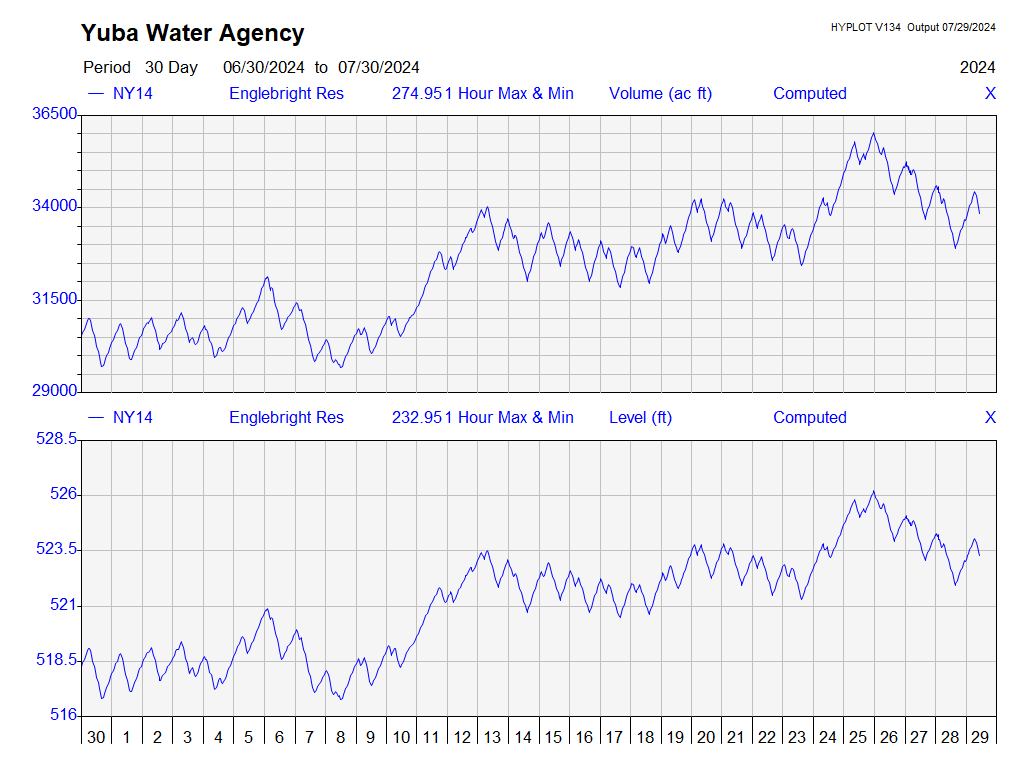 Yuba Water Agency
HYPLOT V134 Output 07/29/2024
Period 30 Day 06/30/2024 to 07/30/2024 2024
NY14 Englebright Res 274.951 Hour Max & Min Volume (ac ft) Computed X
36500
34000
31500
29000
NY14 Englebright Res 232.951 Hour Max & Min Level (ft) Computed X
528.5
526
523.5
521
518.5
516
30 1 2 3 4 5 6 7 8 9 10 11 12 13 14 15 16 17 18 19 20 21 22 23 24 25 26 27 28 29